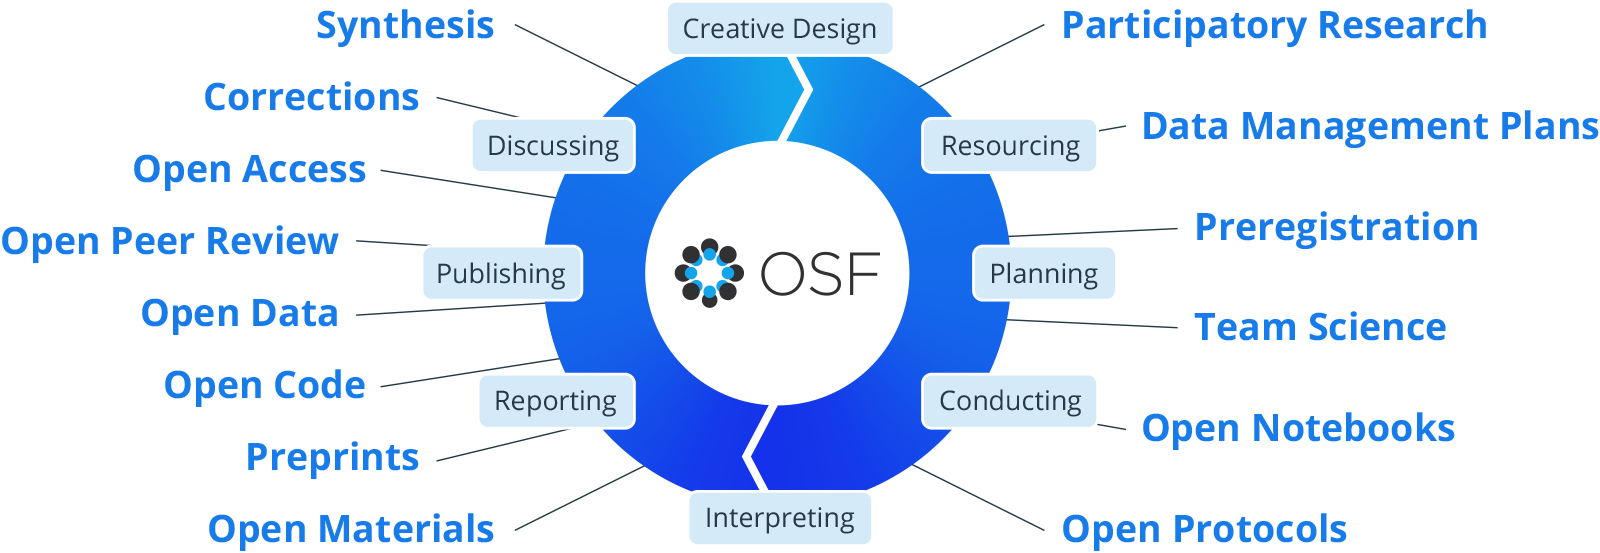 Synthesis
Creative Design
Participatory Research
Corrections
Discussing
Resourcing
Data Management Plans
Open Access
Open Peer Review
Preregistration
Publishing
OSF
Planning
Open Data
Team Science
Open Code
Reporting
Conducting
Open Notebooks
Preprints
Open Materials
Interpreting
Open Protocols